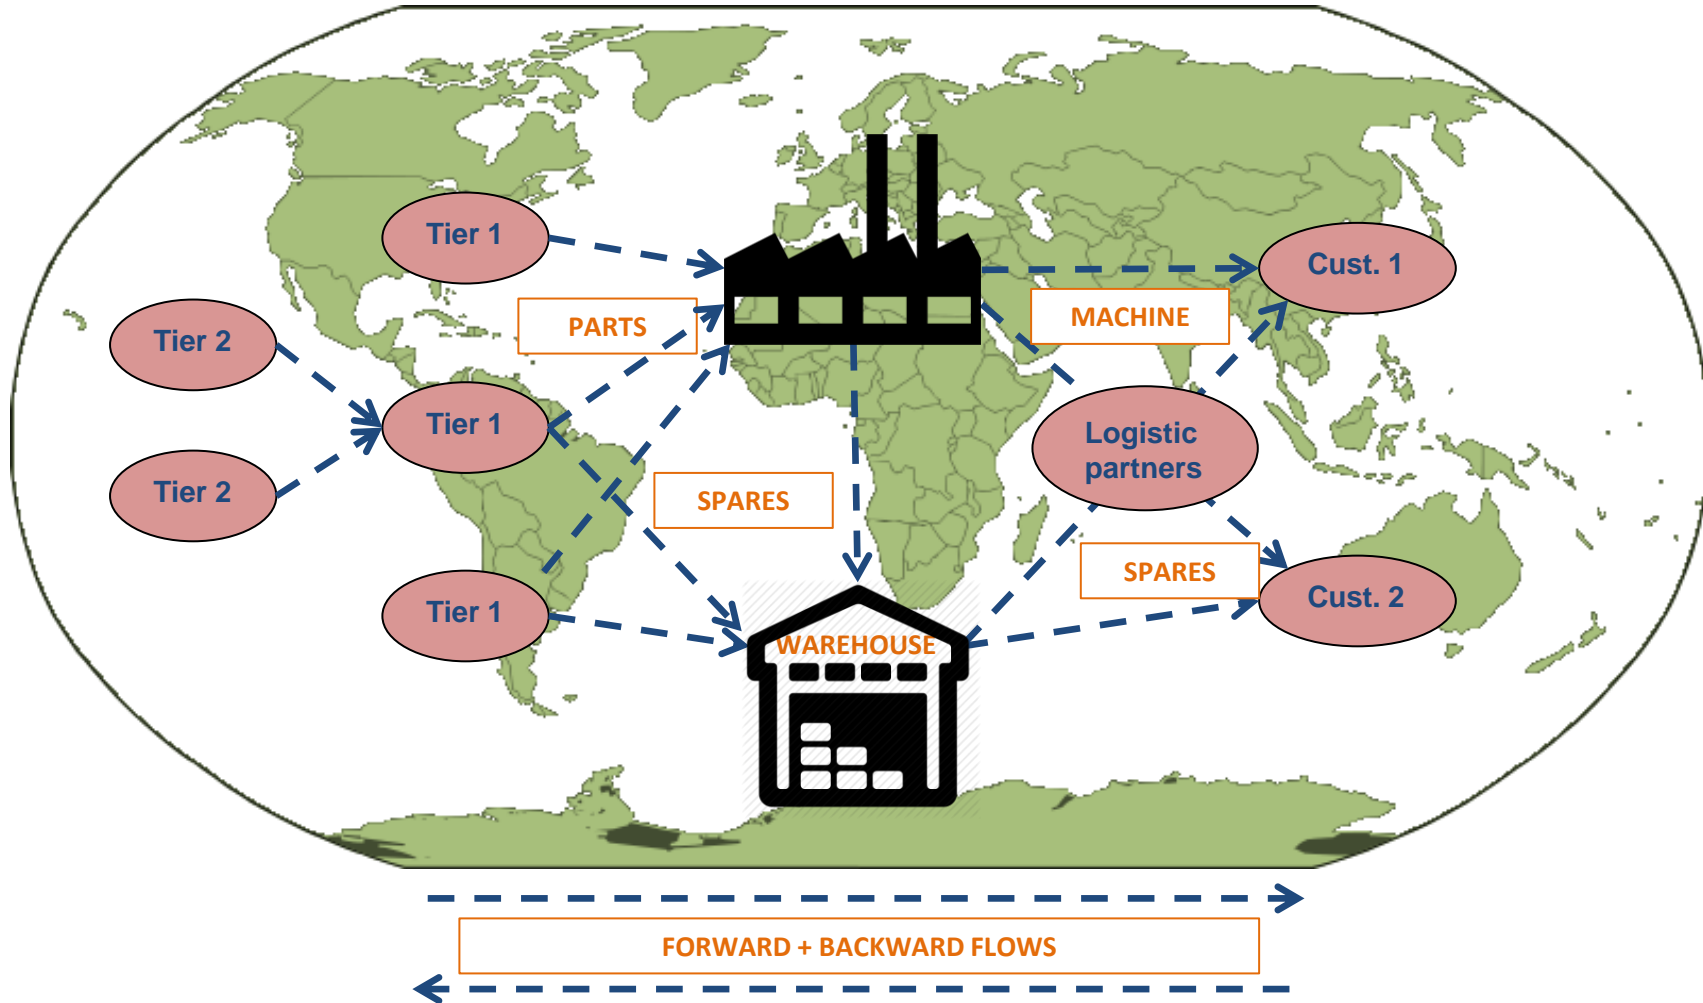 Tier 1
Cust. 1
PARTS
MACHINE
Tier 2
Tier 1
Logistic
partners
Tier 2
SPARES
SPARES
Tier 1
Cust. 2
WAREHOUSE
FORWARD + BACKWARD FLOWS